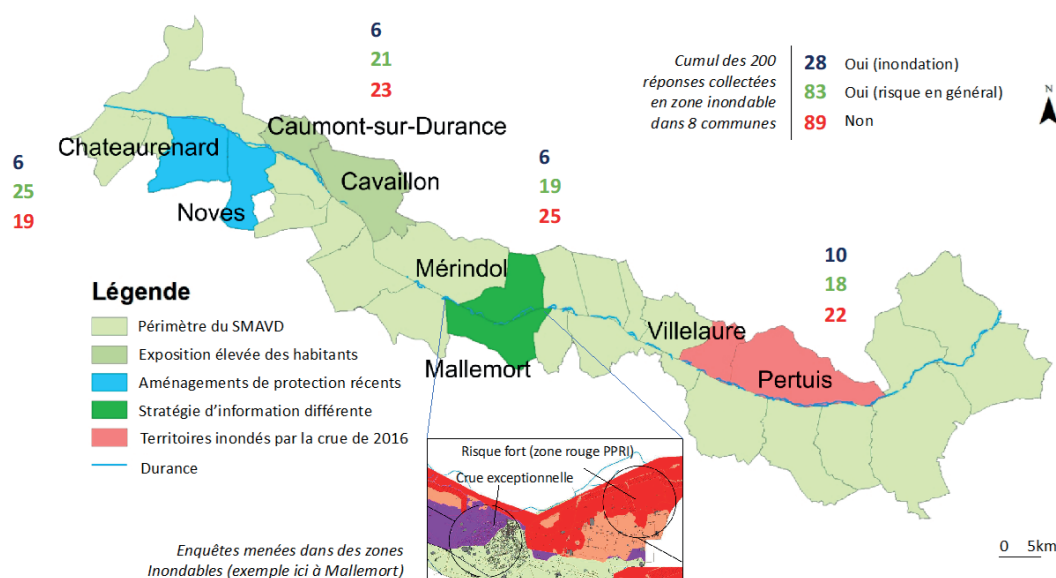 6
21
23
Cumul des 200
réponses collectées
en zone inondable
dans 8 communes
28 Oui (inondation)
83 Oui (risque en général)
89 Non
N
Caumont-sur-Durance
Chateaurenard
Cavaillon
Noves
6
25
19
6
19
25
Mérindol
10
18
22
Villelaure
Pertuis
Mallemort
Légende
Périmètre du SMAVD
Exposition élevée des habitants
Aménagements de protection récents
Stratégie d'information différente
Territoires inondés par la crue de 2016
Durance
Risque fort (zone rouge PPRI)
Crue exceptionnelle
Enquêtes menées dans des zones
Inondables (exemple ici à Mallemort)
0 5km